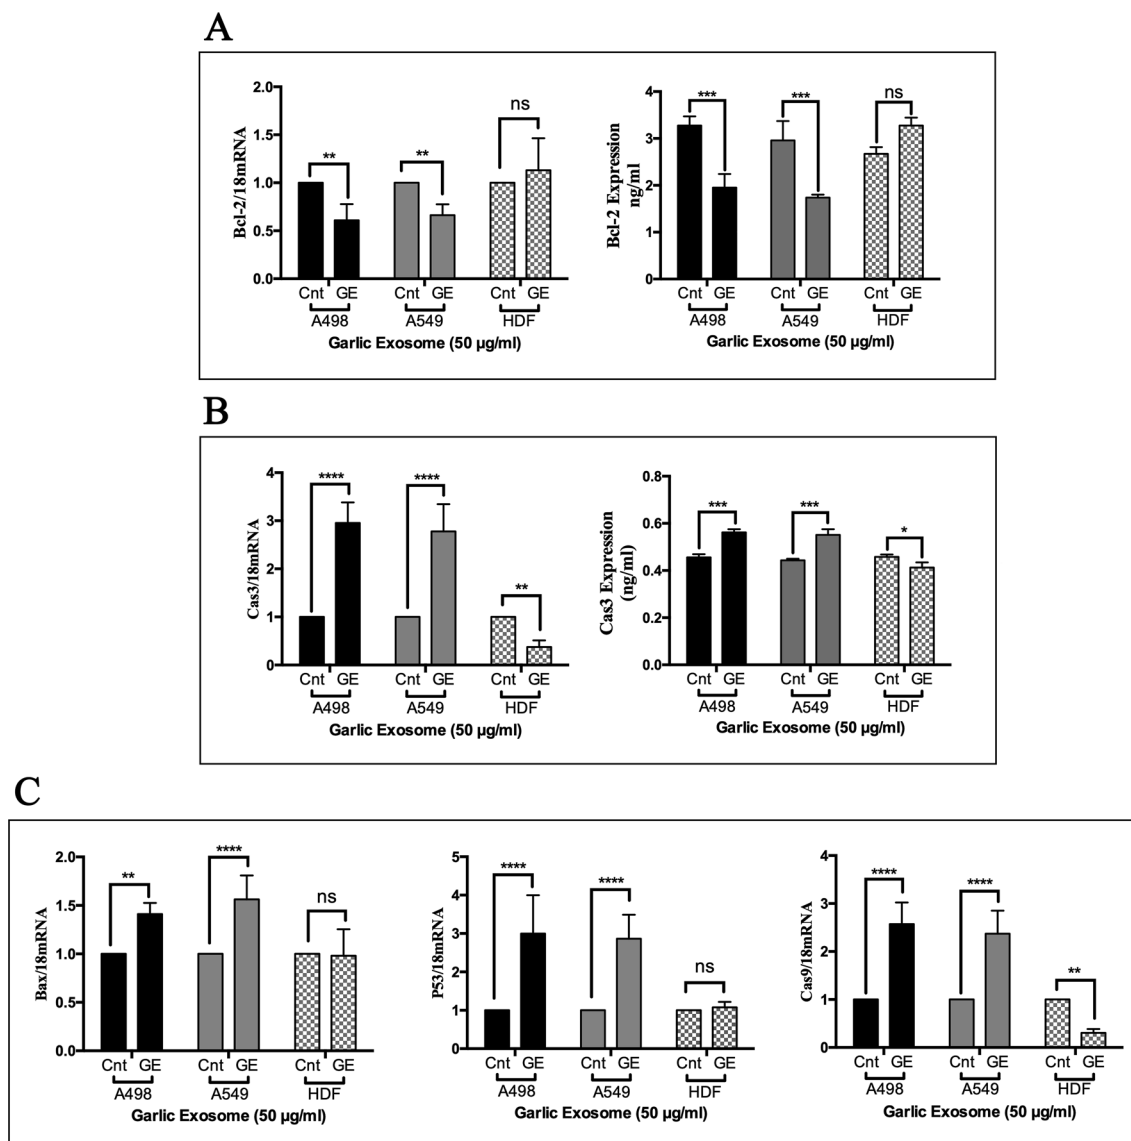 A
Bcl-2/18mRNA
2.0
1.5
1.0
0.5
0.0
** ** ns
Cnt GE Cnt GE Cnt GE
A498 A549 HDF
Garlic Exosome (50 µg/ml)
Bcl-2 Expression
ng/ml
4
3
2
1
0
*** *** ns
Cnt GE Cnt GE Cnt GE
A498 A549 HDF
Garlic Exosome (50 µg/ml)
B
Cas3/18mRNA
4
3
2
1
0
**** **** **
Cnt GE Cnt GE Cnt GE
A498 A549 HDF
Garlic Exosome (50 µg/ml)
Cas3 Expression
(ng/ml)
0.8
0.6
0.4
0.2
0.0
*** *** *
Cnt GE Cnt GE Cnt GE
A498 A549 HDF
Garlic Exosome (50 µg/ml)
C
Bax/18mRNA
2.0
1.5
1.0
0.5
0.0
** **** ns
Cnt GE Cnt GE Cnt GE
A498 A549 HDF
Garlic Exosome (50 µg/ml)
P53/18mRNA
5
4
3
2
1
0
**** **** ns
Cnt GE Cnt GE Cnt GE
A498 A549 HDF
Garlic Exosome (50 µg/ml)
Cas9/18mRNA
4
3
2
1
0
**** **** **
Cnt GE Cnt GE Cnt GE
A498 A549 HDF
Garlic Exosome (50 µg/ml)